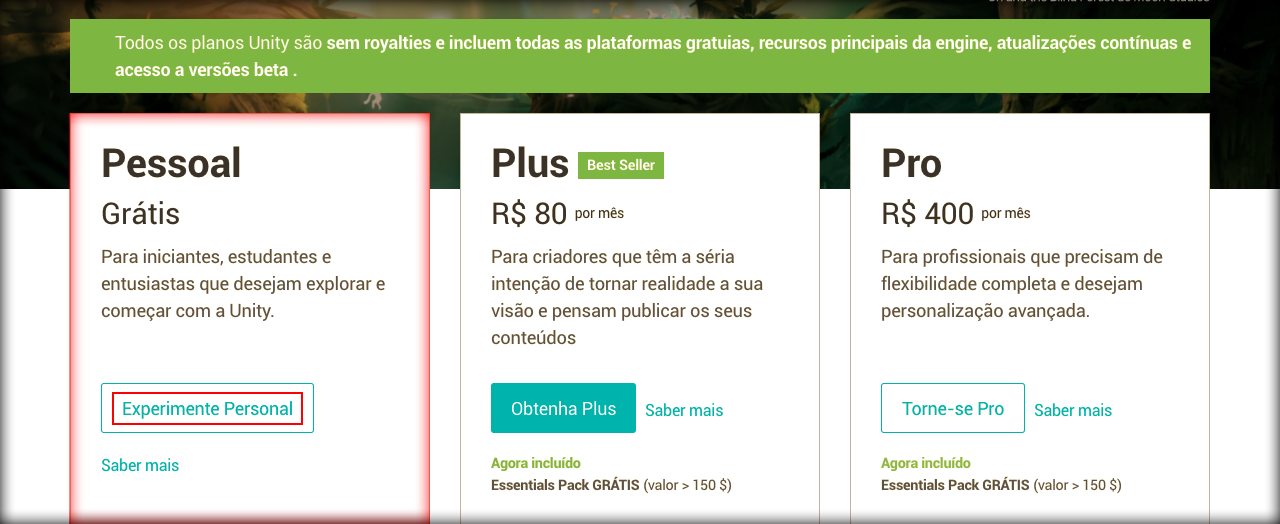 Todos os planos Unity são sem royalties e incluem todas as plataformas gratuias, recursos principais da engine, atualizações contínuas e
acesso a versões beta .
Pessoal
Grátis
Para iniciantes, estudantes e
entusiastas que desejam explorar e
começar com a Unity.
Experimente Personal
Saber mais
Plus Best Seller
R$ 80 por mês
Para criadores que têm a séria
intenção de tornar realidade a sua
visão e pensam publicar os seus
conteúdos
Obtenha Plus Saber mais
Agora incluído
Essentials Pack GRÁTIS (valor > 150 $)
Pro
R$ 400 por mês
Para profissionais que precisam de
flexibilidade completa e desejam
personalização avançada.
Torne-se Pro Saber mais
Agora incluído
Essentials Pack GRÁTIS (valor > 150 $)